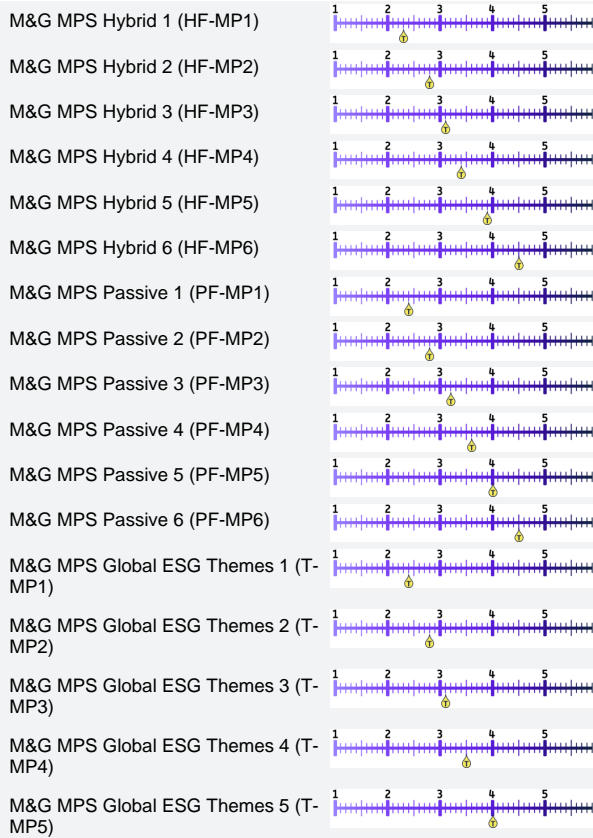 M&G MPS Hybrid 1 (HF-MP1)
1 2 3 4 5
T
M&G MPS Hybrid 2 (HF-MP2)
1 2 3 4 5
T
M&G MPS Hybrid 3 (HF-MP3)
1 2 3 4 5
T
M&G MPS Hybrid 4 (HF-MP4)
1 2 3 4 5
T
M&G MPS Hybrid 5 (HF-MP5)
1 2 3 4 5
T
M&G MPS Hybrid 6 (HF-MP6)
1 2 3 4 5
T
M&G MPS Passive 1 (PF-MP1)
1 2 3 4 5
T
M&G MPS Passive 2 (PF-MP2)
1 2 3 4 5
T
M&G MPS Passive 3 (PF-MP3)
1 2 3 4 5
T
M&G MPS Passive 4 (PF-MP4)
1 2 3 4 5
T
M&G MPS Passive 5 (PF-MP5)
1 2 3 4 5
T
M&G MPS Passive 6 (PF-MP6)
1 2 3 4 5
T
M&G MPS Global ESG Themes 1 (T-
MP1)
1 2 3 4 5
T
M&G MPS Global ESG Themes 2 (T-
MP2)
1 2 3 4 5
T
M&G MPS Global ESG Themes 3 (T-
MP3)
1 2 3 4 5
T
M&G MPS Global ESG Themes 4 (T-
MP4)
1 2 3 4 5
T
M&G MPS Global ESG Themes 5 (T-
MP5)
1 2 3 4 5
T